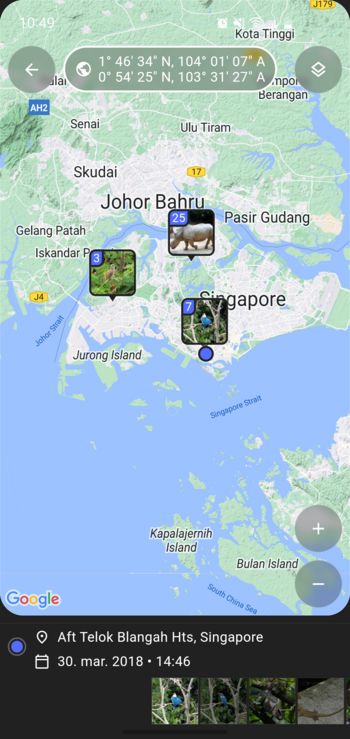 J179
10:49
Kota Tinggi
1° 46' 34" N, 104° 01' 07" A
0° 54' 25" N, 103° 31' 27" A
Berangan
AH2
Senai
Ulu Tiram
Skudai
17
Johor Bahru
25
Pasir Gudang
Gelang Patah
Iskandar
3
J4
7
Singapore
Johor Strait
Jurong Island
Singapore Strait
Kapalajernih
Island
Bulan Island
South China Sea
Google
Aft Telok Blangah Hts, Singapore
30. mar. 2018 • 14:46